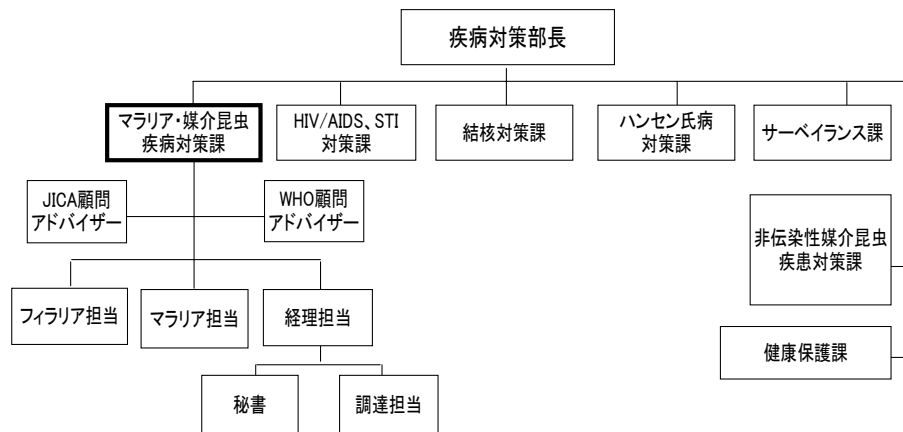 疾病対策部長
マラリア・媒介昆虫
疾病対策課
HIV/AIDS、STI
対策課
結核対策課
ハンセン氏病
対策課
サーベイランス課
JICA顧問
アドバイザー
WHO顧問
アドバイザー
非伝染性媒介昆虫
疾患対策課
フィラリア担当
マラリア担当
経理担当
健康保護課
秘書
調達担当